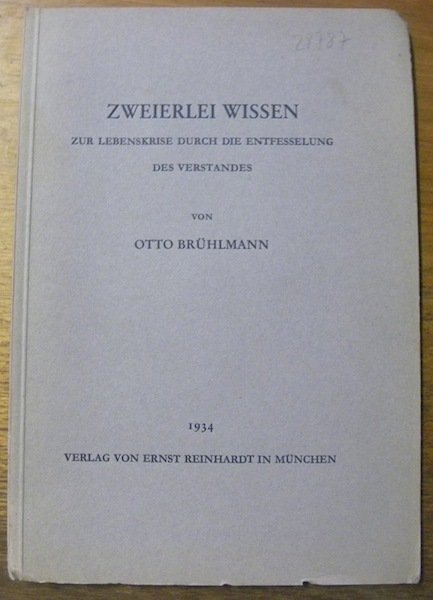 28787
ZWEIERLEI WISSEN
ZUR LEBENSKRISE DURCH DIE ENTFESSELUNG
DES VERSTANDES
VON
OTTO BRÜHLMANN
1934
VERLAG VON ERNST REINHARDT IN MÜNCHEN